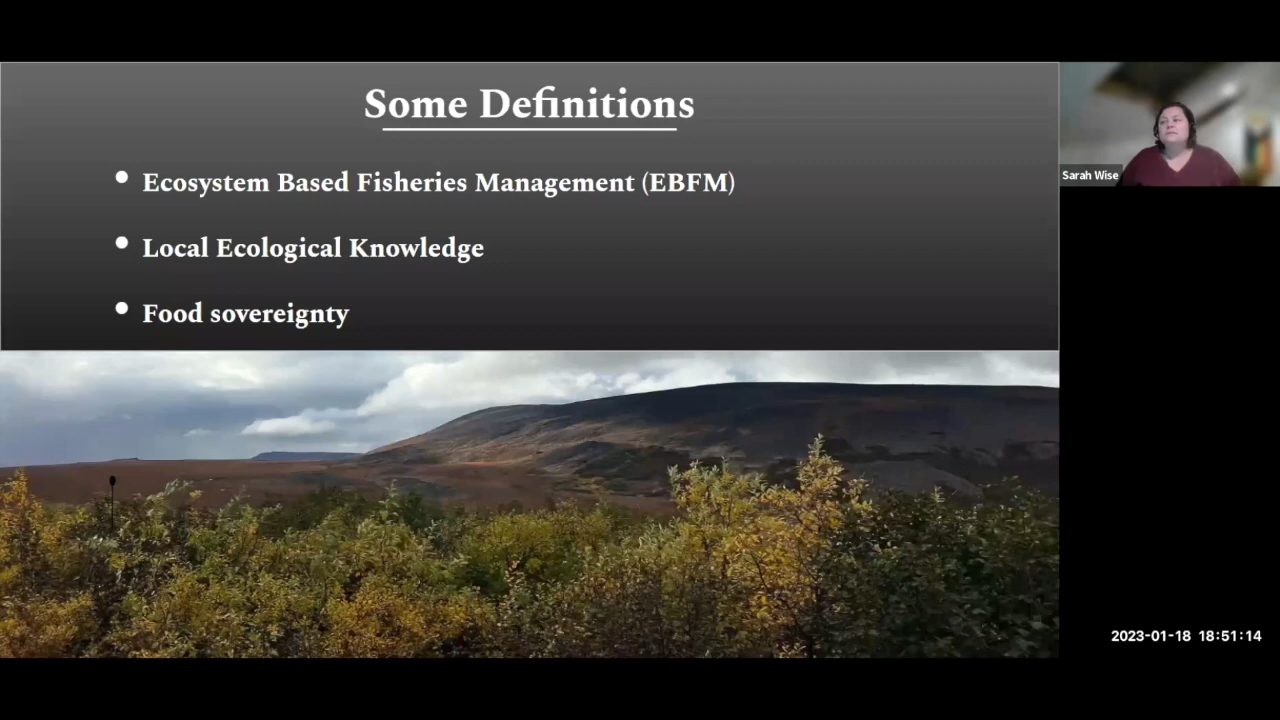 Some Definitions
Ecosystem Based Fisheries Management (EBFM)
Local Ecological Knowledge
Food sovereignty
Sarah Wise
2023-01-18 18:51:14